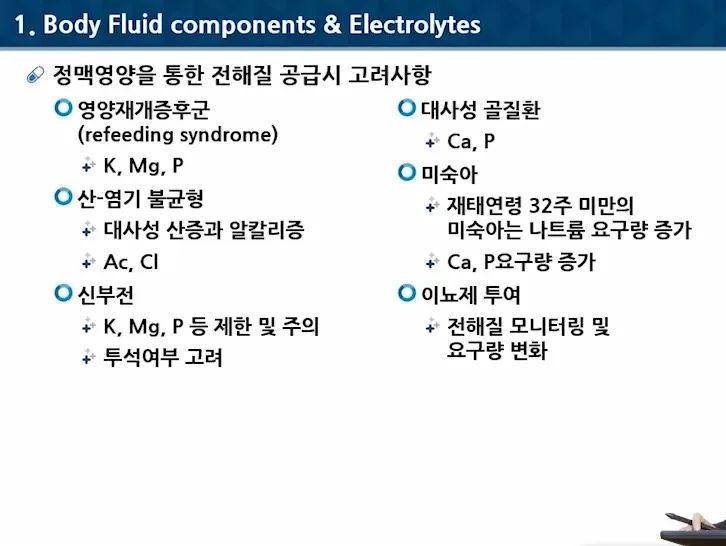 1. Body Fluid components & Electrolytes
정맥영양을 통한 전해질 공급시 고려사항
영양재개증후군
(refeeding syndrome)
K, Mg, P
산-염기 불균형
대사성 산증과 알칼리증
Ac, Cl
신부전
K, Mg, P 등 제한 및 주의
투석여부 고려
대사성 골질환
Ca, P
미숙아
재태연령 32주 미만의
미숙아는 나트륨 요구량 증가
Ca, P요구량 증가
이뇨제 투여
전해질 모니터링 및
요구량 변화